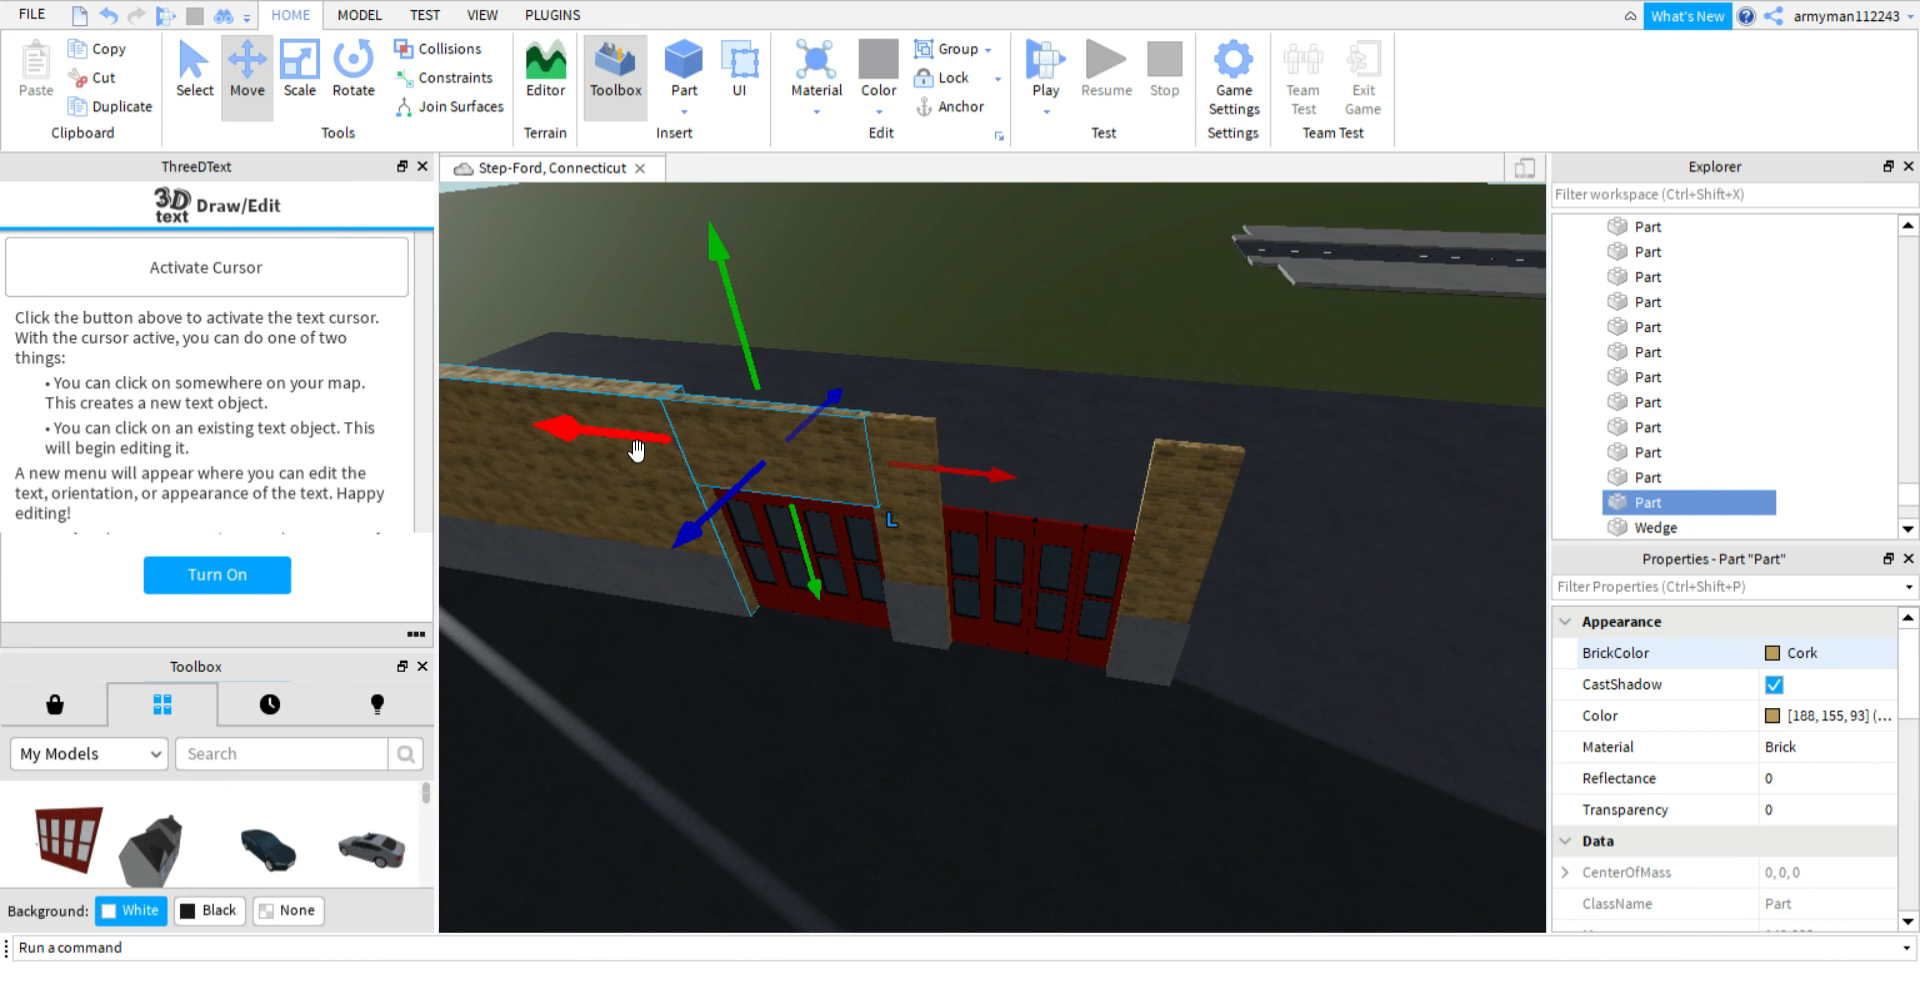 FILE HOME MODEL TEST VIEW PLUGINS What's New ? armyman112243
Paste Copy Cut Duplicate Clipboard
Select Move Scale Rotate Collisions Constraints Join Surfaces Tools
Editor Terrain
Toolbox Part UI Insert
Material Color Group Lock Anchor Edit
Play Resume Stop Test
Game Settings Settings
Team Test Exit Game Team Test
ThreeDText
3D text Draw/Edit
Activate Cursor
Click the button above to activate the text cursor.
With the cursor active, you can do one of two
things:
• You can click on somewhere on your map.
This creates a new text object.
• You can click on an existing text object. This
will begin editing it.
A new menu will appear where you can edit the
text, orientation, or appearance of the text. Happy
editing!
Turn On
Toolbox
My Models Search
Background: White Black None
Run a command
Step-Ford, Connecticut
L
Explorer
Filter workspace (Ctrl+Shift+X)
Part
Part
Part
Part
Part
Part
Part
Part
Part
Part
Part
Part
Wedge
Properties - Part "Part"
Filter Properties (Ctrl+Shift+P)
Appearance
BrickColor Cork
CastShadow
Color [188, 155, 93] (...
Material Brick
Reflectance 0
Transparency 0
Data
CenterOfMass 0, 0, 0
ClassName Part